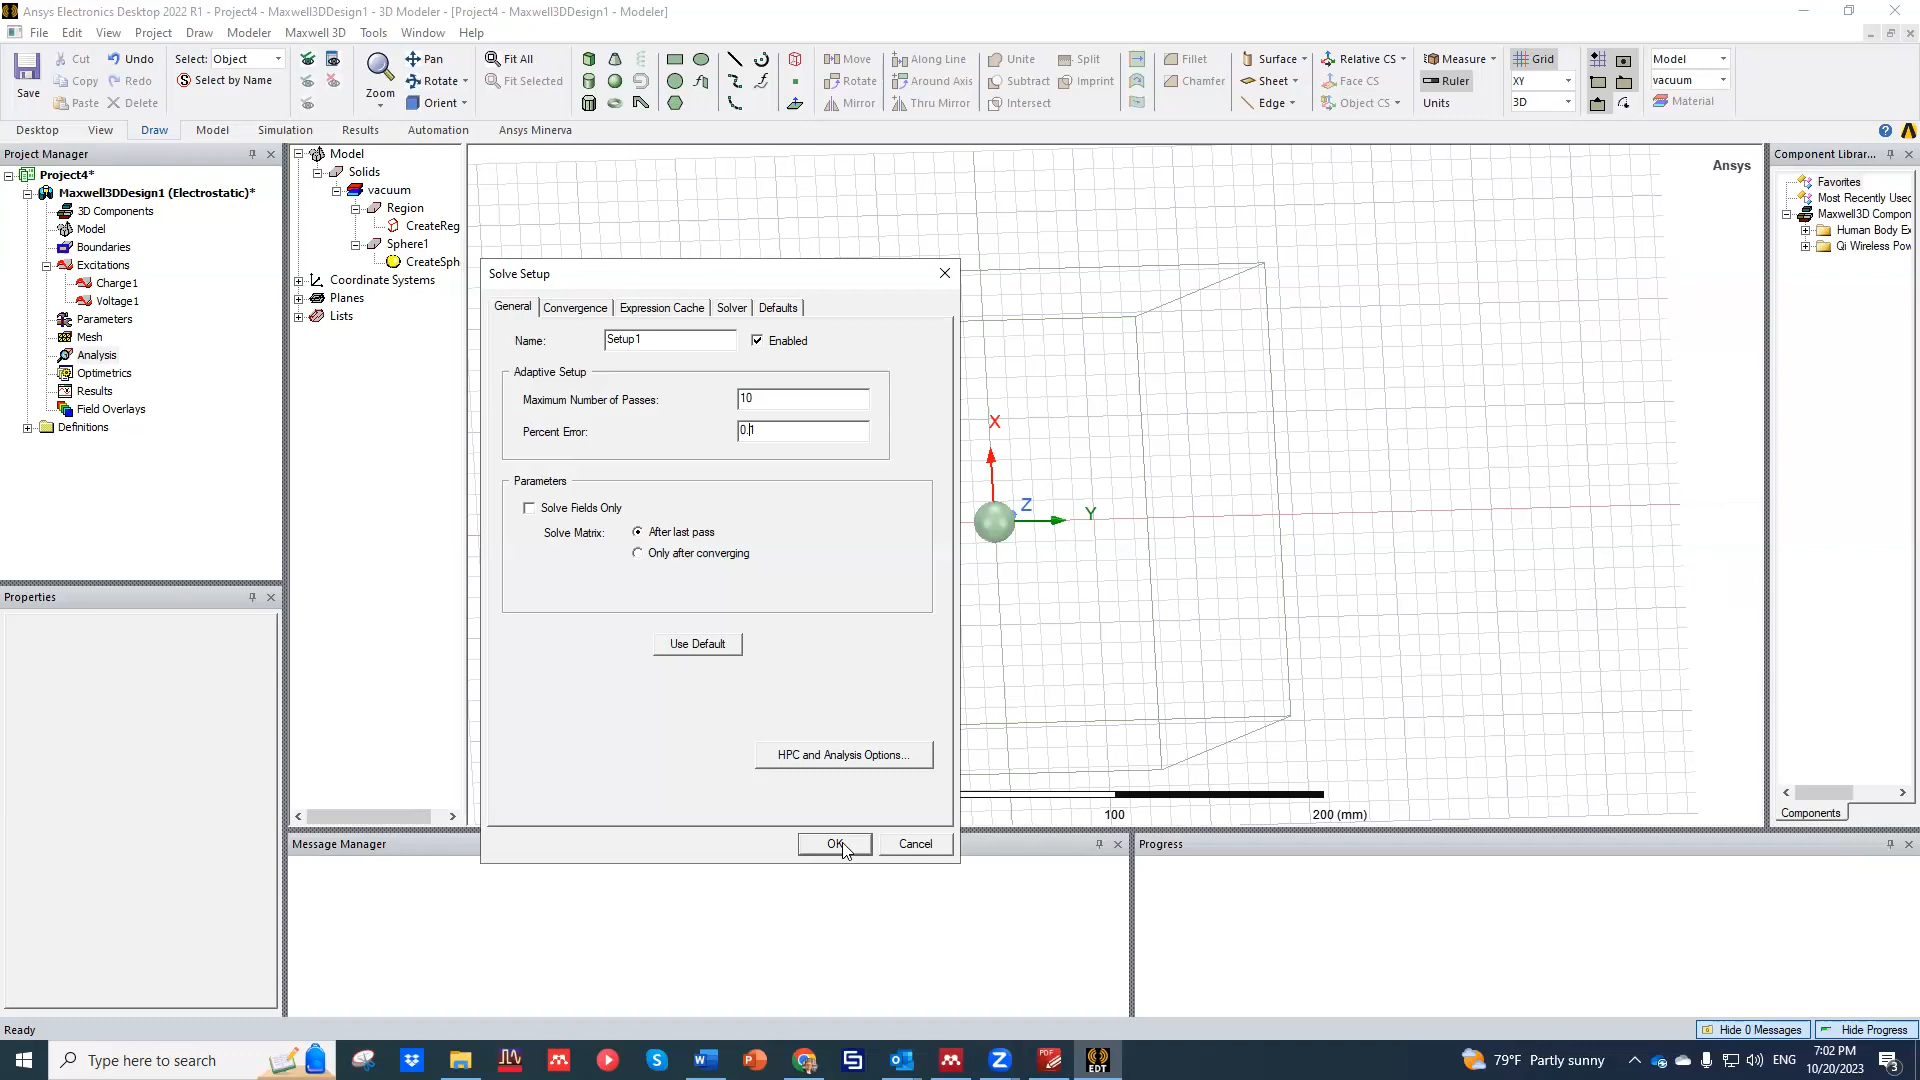 Ansys Electronics Desktop 2022 R1 - Project4 - Maxwell3DDesign1 - 3D Modeler - [Project4 - Maxwell3DDesign1 - Modeler]
File Edit View Project Draw Modeler Maxwell 3D Tools Window Help
Save
Cut
Copy
Paste
Undo
Redo
Delete
Select: Object
Select by Name
Zoom
Pan
Rotate
Orient
Fit All
Fit Selected
Move
Rotate
Mirror
Along Line
Around Axis
Thru Mirror
Unite
Subtract
Intersect
Split
Imprint
Fillet
Chamfer
Surface
Sheet
Edge
Relative CS
Face CS
Object CS
Measure
Ruler
Units
Grid
XY
3D
Model
vacuum
Material
Desktop View Draw Model Simulation Results Automation Ansys Minerva
Project Manager
Project4*
Maxwell3DDesign1 (Electrostatic)*
3D Components
Model
Boundaries
Excitations
Charge1
Voltage1
Parameters
Mesh
Analysis
Optimetrics
Results
Field Overlays
Definitions
Properties
Model
Solids
vacuum
Region
CreateReg
Sphere1
CreateSph
Coordinate Systems
Planes
Lists
Solve Setup
General Convergence Expression Cache Solver Defaults
Name: Setup1 Enabled
Adaptive Setup
Maximum Number of Passes: 10
Percent Error: 0.1
Parameters
Solve Fields Only
Solve Matrix: After last pass
Only after converging
Use Default
HPC and Analysis Options...
OK Cancel
Ansys
X
Z
Y
100 200 (mm)
Component Librar...
Favorites
Most Recently Used
Maxwell3D Compon
Human Body Ex
Qi Wireless Pov
Components
Message Manager
Progress
Ready
Hide 0 Messages Hide Progress
Type here to search
EDT
79°F Partly sunny
ENG
7:02 PM
10/20/2023
3